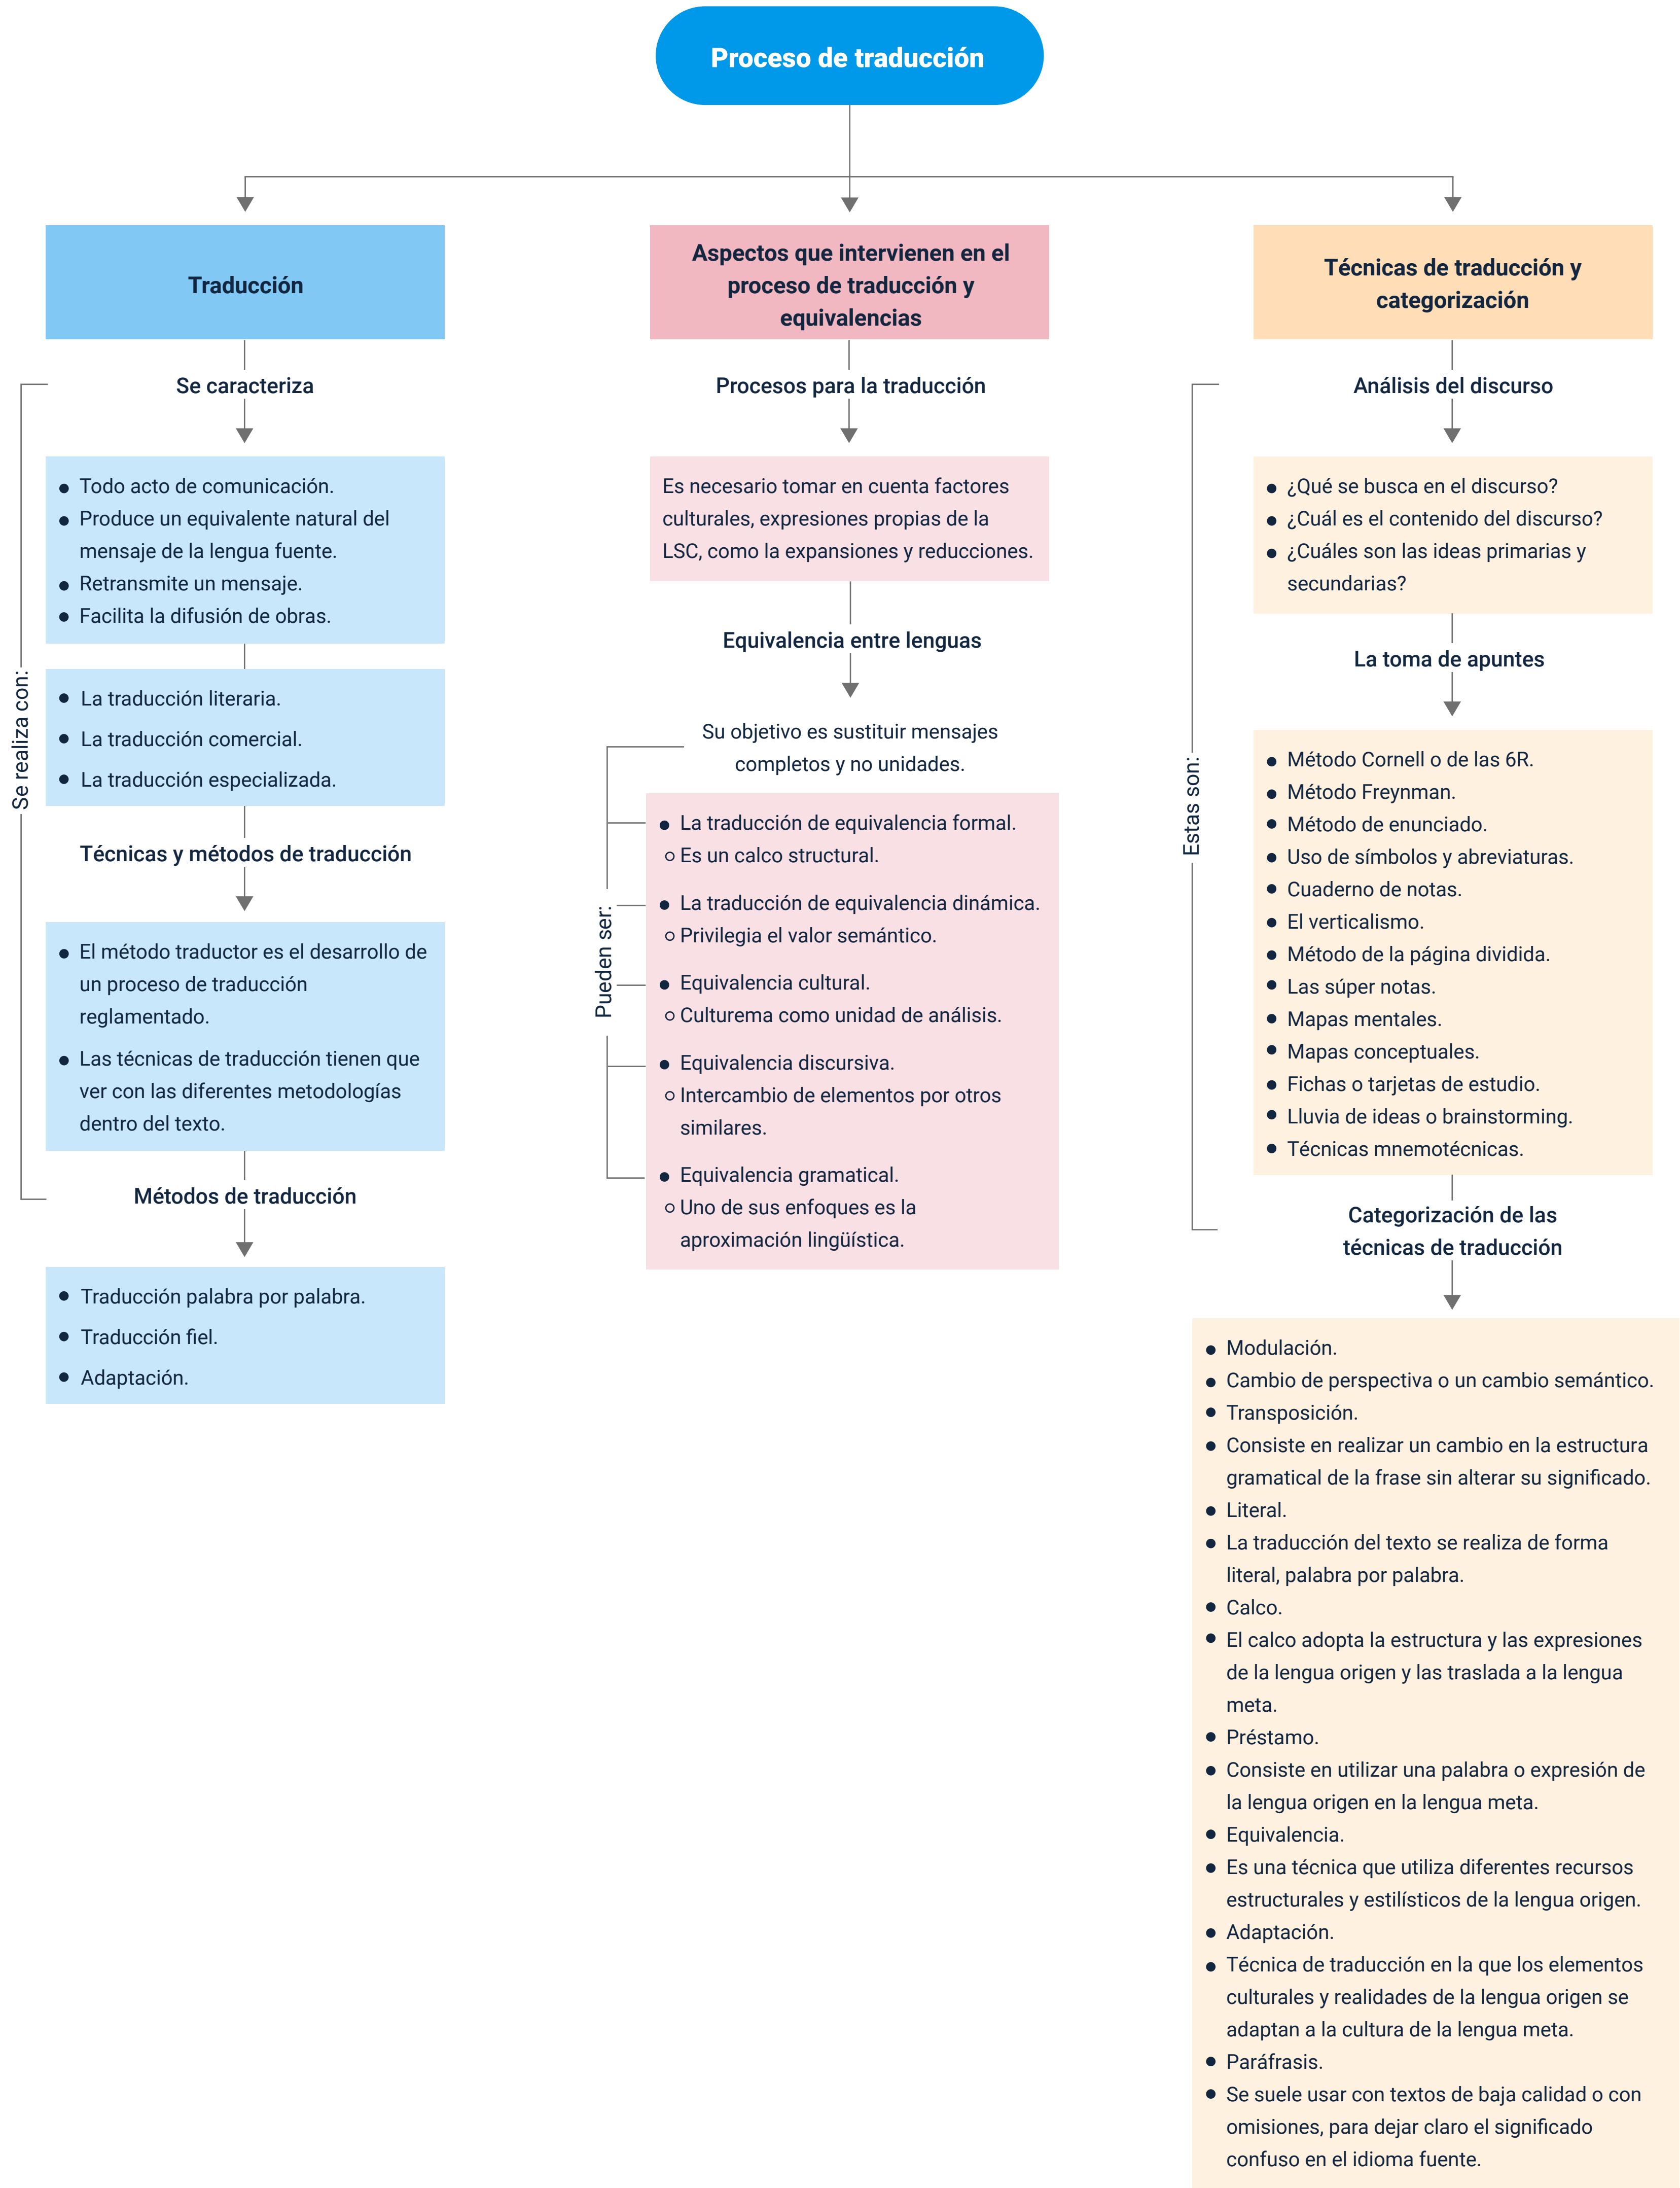 Proceso de traducción
Traducción
Se caracteriza
Se realiza con:
Todo acto de comunicación.
Produce un equivalente natural del
mensaje de la lengua fuente.
Retransmite un mensaje.
Facilita la difusión de obras.
La traducción literaria.
La traducción comercial.
La traducción especializada.
Técnicas y métodos de traducción
El método traductor es el desarrollo de
un proceso de traducción
reglamentado.
Las técnicas de traducción tienen que
ver con las diferentes metodologías
dentro del texto.
Métodos de traducción
Traducción palabra por palabra.
Traducción fiel.
Adaptación.
Aspectos que intervienen en el
proceso de traducción y
equivalencias
Procesos para la traducción
Es necesario tomar en cuenta factores
culturales, expresiones propias de la
LSC, como la expansiones y reducciones.
Equivalencia entre lenguas
Su objetivo es sustituir mensajes
completos y no unidades.
Pueden ser:
La traducción de equivalencia formal.
Es un calco structural.
La traducción de equivalencia dinámica.
Privilegia el valor semántico.
Equivalencia cultural.
Culturema como unidad de análisis.
Equivalencia discursiva.
Intercambio de elementos por otros
similares.
Equivalencia gramatical.
Uno de sus enfoques es la
aproximación lingüística.
Técnicas de traducción y
categorización
Análisis del discurso
Estas son:
¿Qué se busca en el discurso?
¿Cuál es el contenido del discurso?
¿Cuáles son las ideas primarias y
secundarias?
La toma de apuntes
Método Cornell o de las 6R.
Método Freynman.
Método de enunciado.
Uso de símbolos y abreviaturas.
Cuaderno de notas.
El verticalismo.
Método de la página dividida.
Las súper notas.
Mapas mentales.
Mapas conceptuales.
Fichas o tarjetas de estudio.
Lluvia de ideas o brainstorming.
Técnicas mnemotécnicas.
Categorización de las
técnicas de traducción
Modulación.
Cambio de perspectiva o un cambio semántico.
Transposición.
Consiste en realizar un cambio en la estructura
gramatical de la frase sin alterar su significado.
Literal.
La traducción del texto se realiza de forma
literal, palabra por palabra.
Calco.
El calco adopta la estructura y las expresiones
de la lengua origen y las traslada a la lengua
meta.
Préstamo.
Consiste en utilizar una palabra o expresión de
la lengua origen en la lengua meta.
Equivalencia.
Es una técnica que utiliza diferentes recursos
estructurales y estilísticos de la lengua origen.
Adaptación.
Técnica de traducción en la que los elementos
culturales y realidades de la lengua origen se
adaptan a la cultura de la lengua meta.
Paráfrasis.
Se suele usar con textos de baja calidad o con
omisiones, para dejar claro el significado
confuso en el idioma fuente.